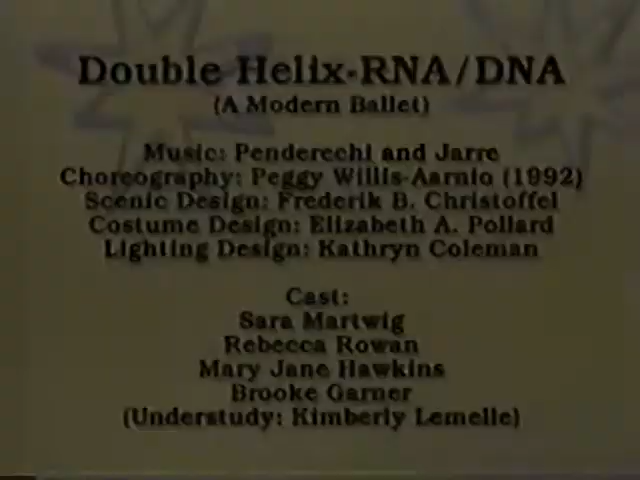 Double Helix-RNA/DNA
(A Modern Ballet)
Music: Penderechi and Jarre
Choreography: Peggy Willis-Aarnio (1992)
Scenic Design: Frederik B. Christoffel
Costume Design: Elizabeth A. Pollard
Lighting Design: Kathryn Coleman
Cast:
Sara Martwig
Rebecca Rowan
Mary Jane Hawkins
Brooke Garner
(Understudy: Kimberly Lemelle)